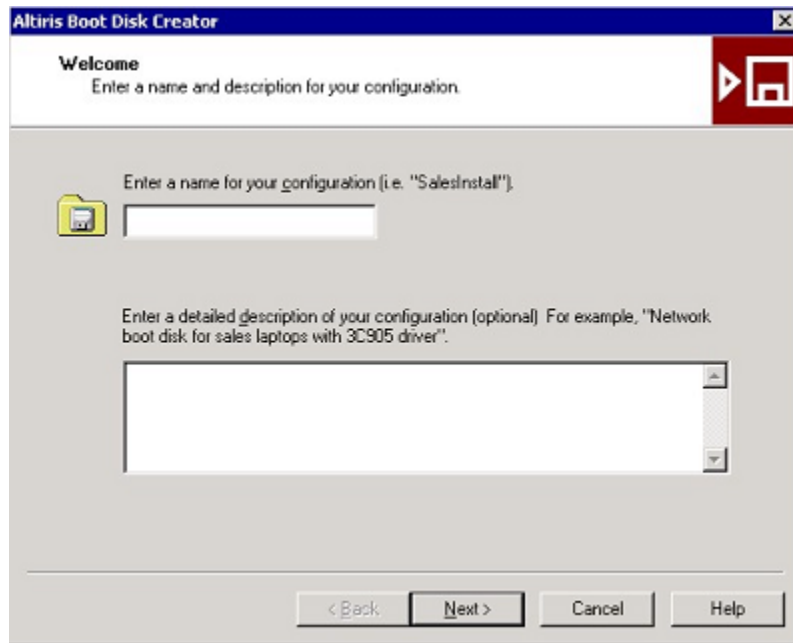 Altiris Boot Disk Creator
Welcome
Enter a name and description for your configuration.
Enter a name for your configuration (i.e. "SalesInstall").
Enter a detailed description of your configuration (optional) For example, "Network
boot disk for sales laptops with 3C905 driver".
< Back
Next >
Cancel
Help